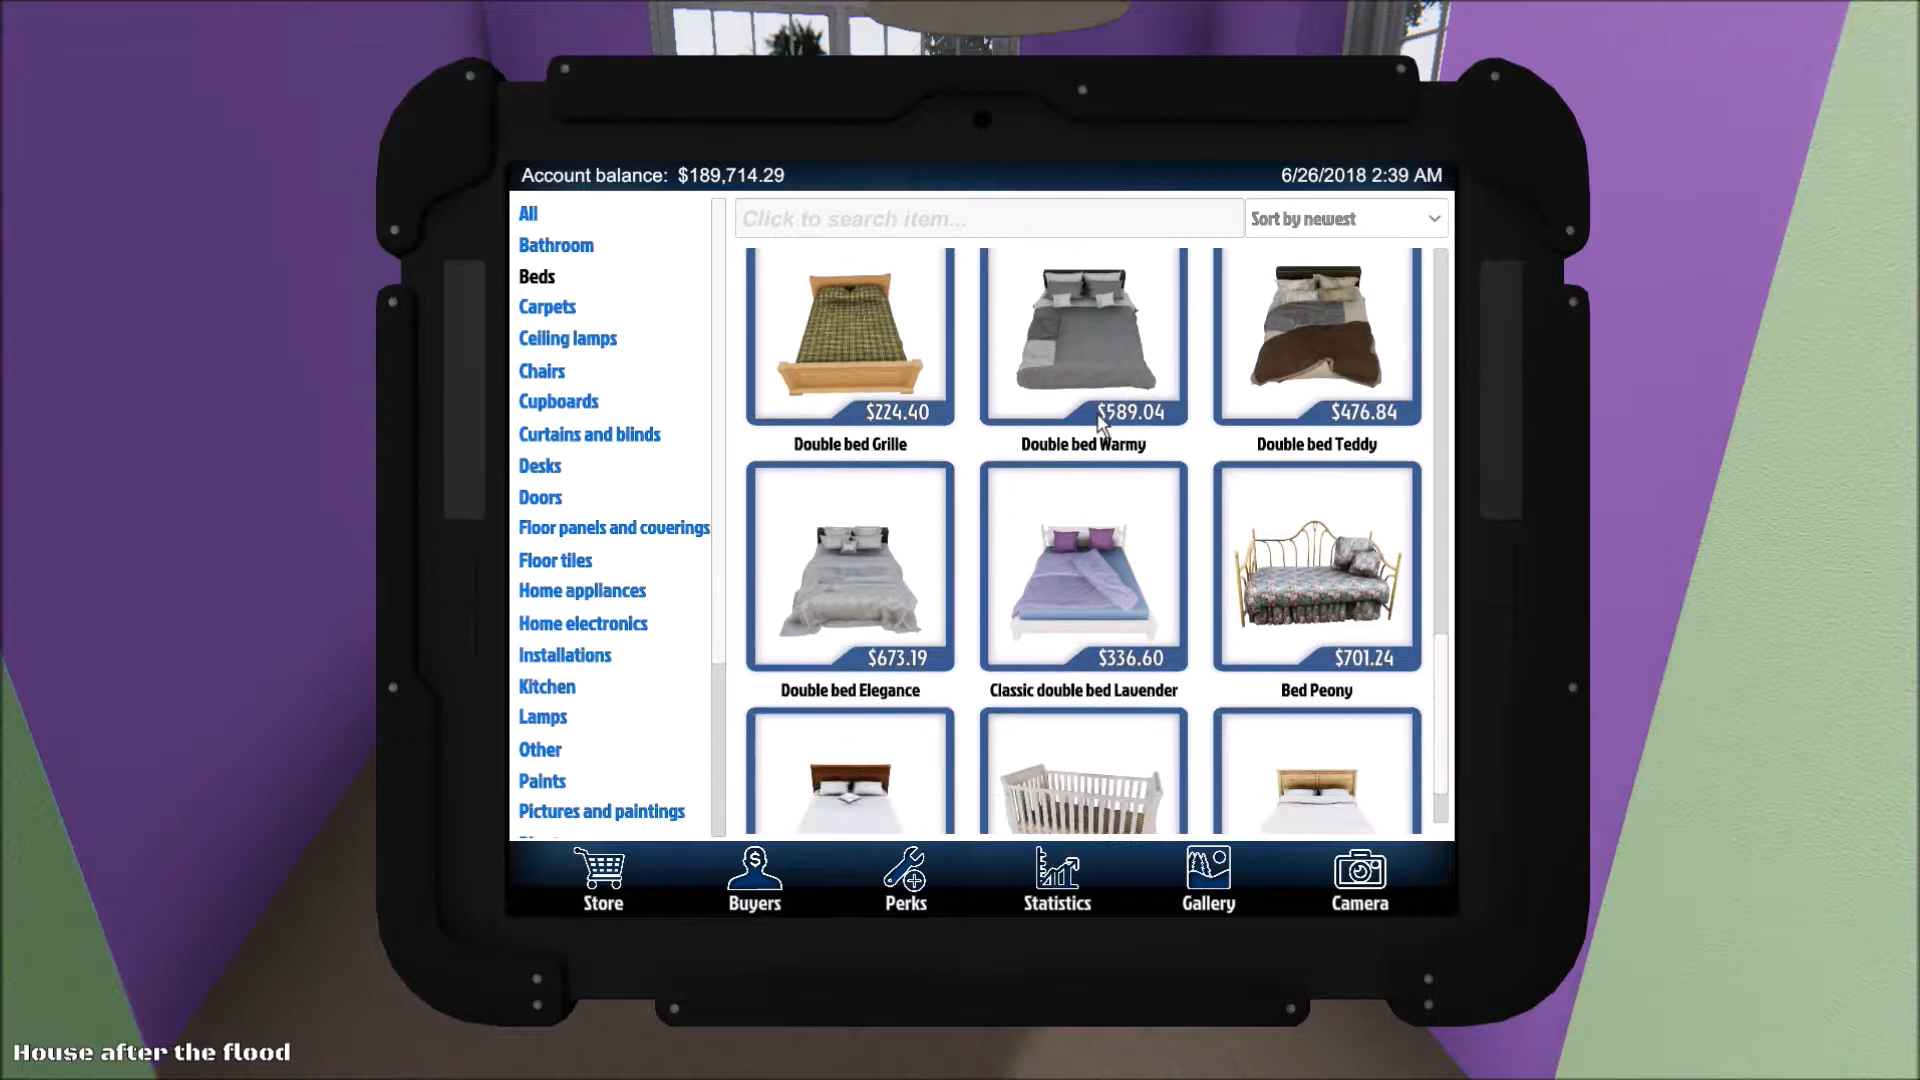 Account balance: $189,714.29
6/26/2018 2:39 AM
All
Bathroom
Beds
Carpets
Ceiling lamps
Chairs
Cupboards
Curtains and blinds
Desks
Doors
Floor panels and coverings
Floor tiles
Home appliances
Home electronics
Installations
Kitchen
Lamps
Other
Paints
Pictures and paintings
Click to search item...
Sort by newest
$224.40
$589.04
$476.84
Double bed Grille
Double bed Warmy
Double bed Teddy
$673.19
$336.60
$701.24
Double bed Elegance
Classic double bed Lavender
Bed Peony
Store
Buyers
Perks
Statistics
Gallery
Camera
House after the flood